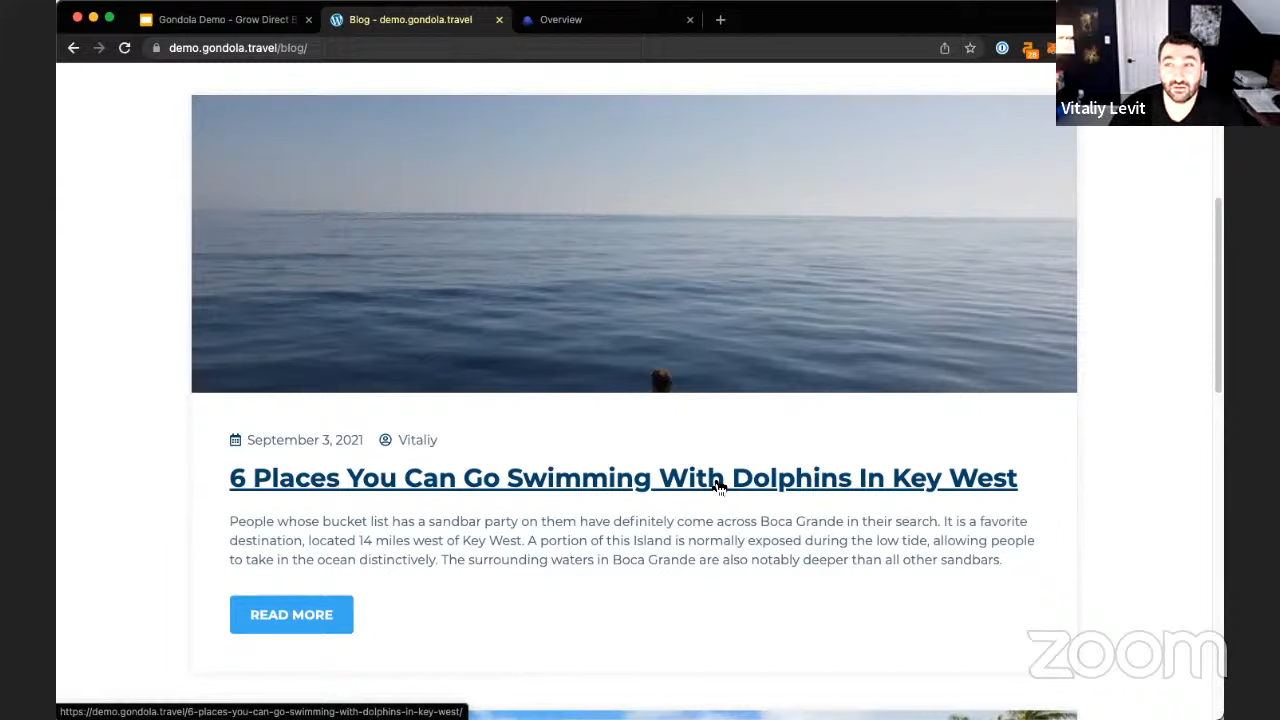 Gondola Demo - Grow Direct B
Blog - demo.gondola.travel
Overview
demo.gondola.travel/blog/
28
Vitaliy Levit
September 3, 2021 Vitaliy
6 Places You Can Go Swimming With Dolphins In Key West
People whose bucket list has a sandbar party on them have definitely come across Boca Grande in their search. It is a favorite
destination, located 14 miles west of Key West. A portion of this Island is normally exposed during the low tide, allowing people
to take in the ocean distinctively. The surrounding waters in Boca Grande are also notably deeper than all other sandbars.
READ MORE
zoom
https://demo.gondola.travel/6-places-you-can-go-swimming-with-dolphins-in-key-west/